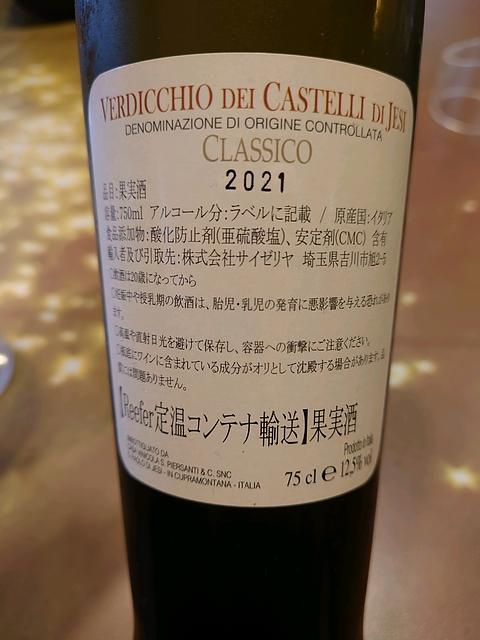 VERDICCHIO DEI CASTELLI DI JESI
DENOMINAZIONE DI ORIGINE CONTROLLATA
CLASSICO
2021
品目:果実酒
容量:750ml アルコール分:ラベルに記載 / 原産国:イタリア
食品添加物:酸化防止剤(亜硫酸塩)、安定剤(CMC) 含有
輸入者及び引取先:株式会社サイゼリヤ 埼玉県吉川市旭2-5
○飲酒は20歳になってから
○妊娠中や授乳期の飲酒は、胎児・乳児の発育に悪影響を与える恐れがあり
ます。
○高温や直射日光を避けて保存し、容器への衝撃にご注意ください。
○瓶底にワインに含まれている成分がオリとして沈殿する場合があります。品
質には問題ありません。
【Reefer定温コンテナ輸送】果実酒
Prodotto in Italia
75 cl e 12,5% vol
IMBOTTIGLIATO DA
CASA VINICOLA S. PIERSANTI & C. SNC
S. PAOLO DI JESI - IN CUPRAMONTANA - ITALIA